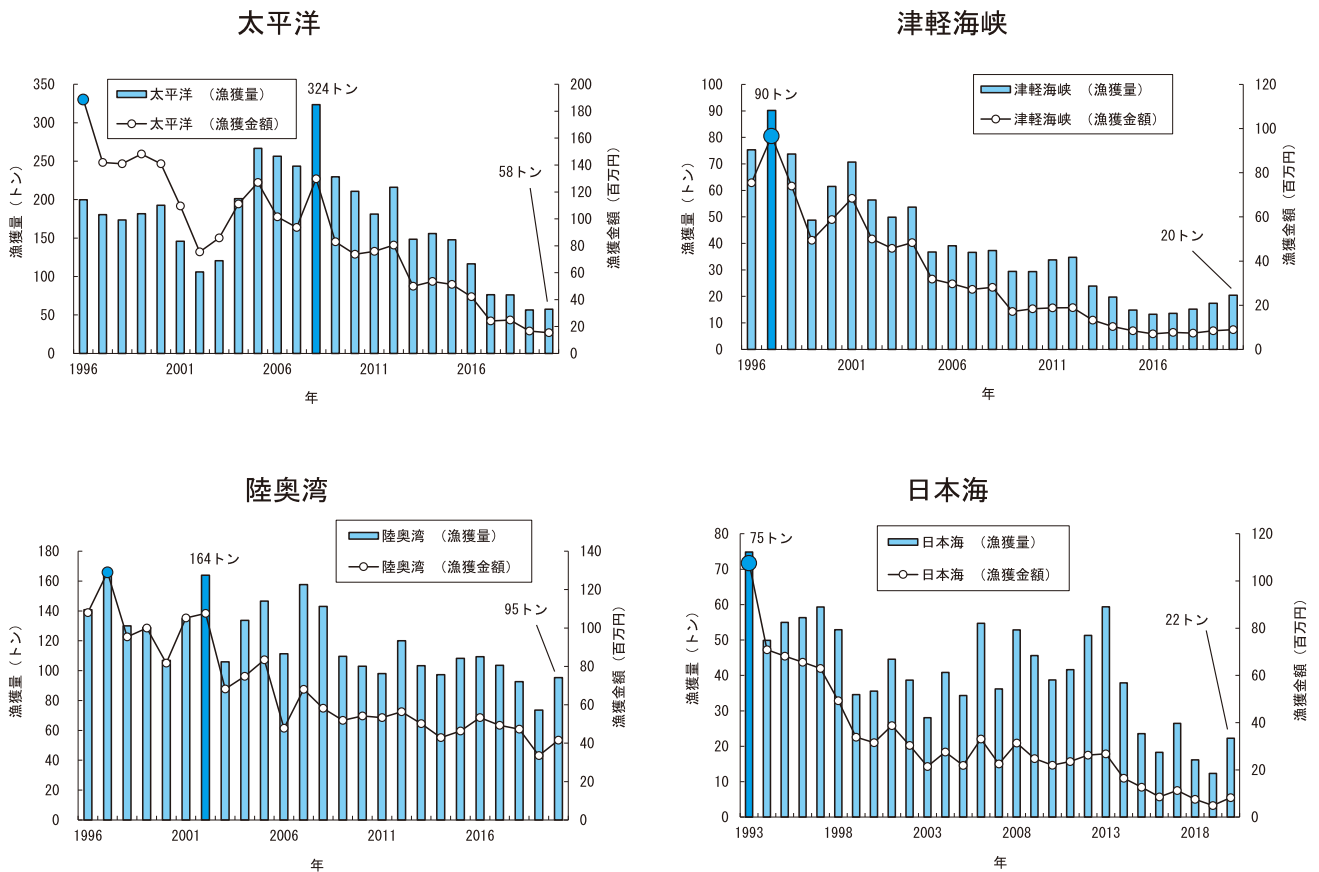 太平洋
太平洋 （漁獲量）
太平洋 （漁獲金額）
324トン
58トン
350
300
250
200
150
100
50
0
200
180
160
140
120
100
80
60
40
20
0
漁獲量（トン）
漁獲金額（百万円）
1996 2001 2006 2011 2016
年
津軽海峡
津軽海峡 （漁獲量）
津軽海峡 （漁獲金額）
90トン
20トン
100
90
80
70
60
50
40
30
20
10
0
120
100
80
60
40
20
0
漁獲量（トン）
漁獲金額（百万円）
1996 2001 2006 2011 2016
年
陸奥湾
陸奥湾 （漁獲量）
陸奥湾 （漁獲金額）
164トン
95トン
180
160
140
120
100
80
60
40
20
0
140
120
100
80
60
40
20
0
漁獲量（トン）
漁獲金額（百万円）
1996 2001 2006 2011 2016
年
日本海
日本海 （漁獲量）
日本海 （漁獲金額）
75トン
22トン
80
70
60
50
40
30
20
10
0
120
100
80
60
40
20
0
漁獲量（トン）
漁獲金額（百万円）
1993 1998 2003 2008 2013 2018
年